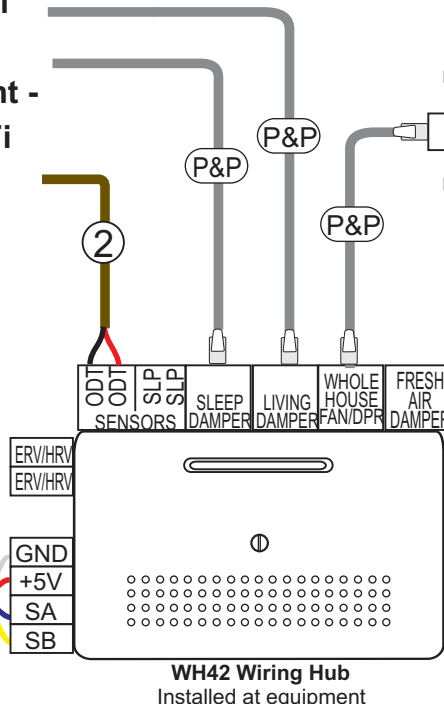 nt -
P&P
P&P
P&P
2
ODT
ODT
SLP
SLP
SENSORS
SLEEP
DAMPER
LIVING
DAMPER
WHOLE
HOUSE
FAN/DPR
FRESH
AIR
DAMPER
ERV/HRV
ERV/HRV
GND
+5V
SA
SB
WH42 Wiring Hub
Installed at equipment